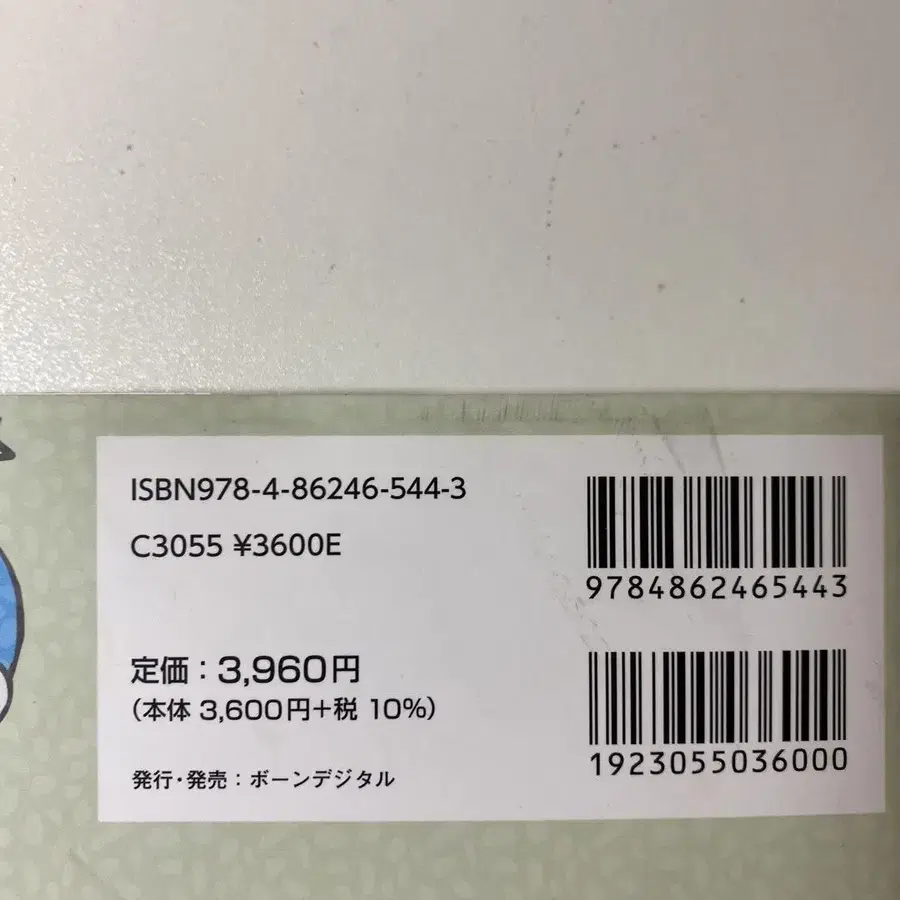 ISBN978-4-86246-544-3
C3055 ¥3600E
9784862465443
定価：3,960円
（本体 3,600円+税 10%）
発行・発売：ボーンデジタル
1923055036000